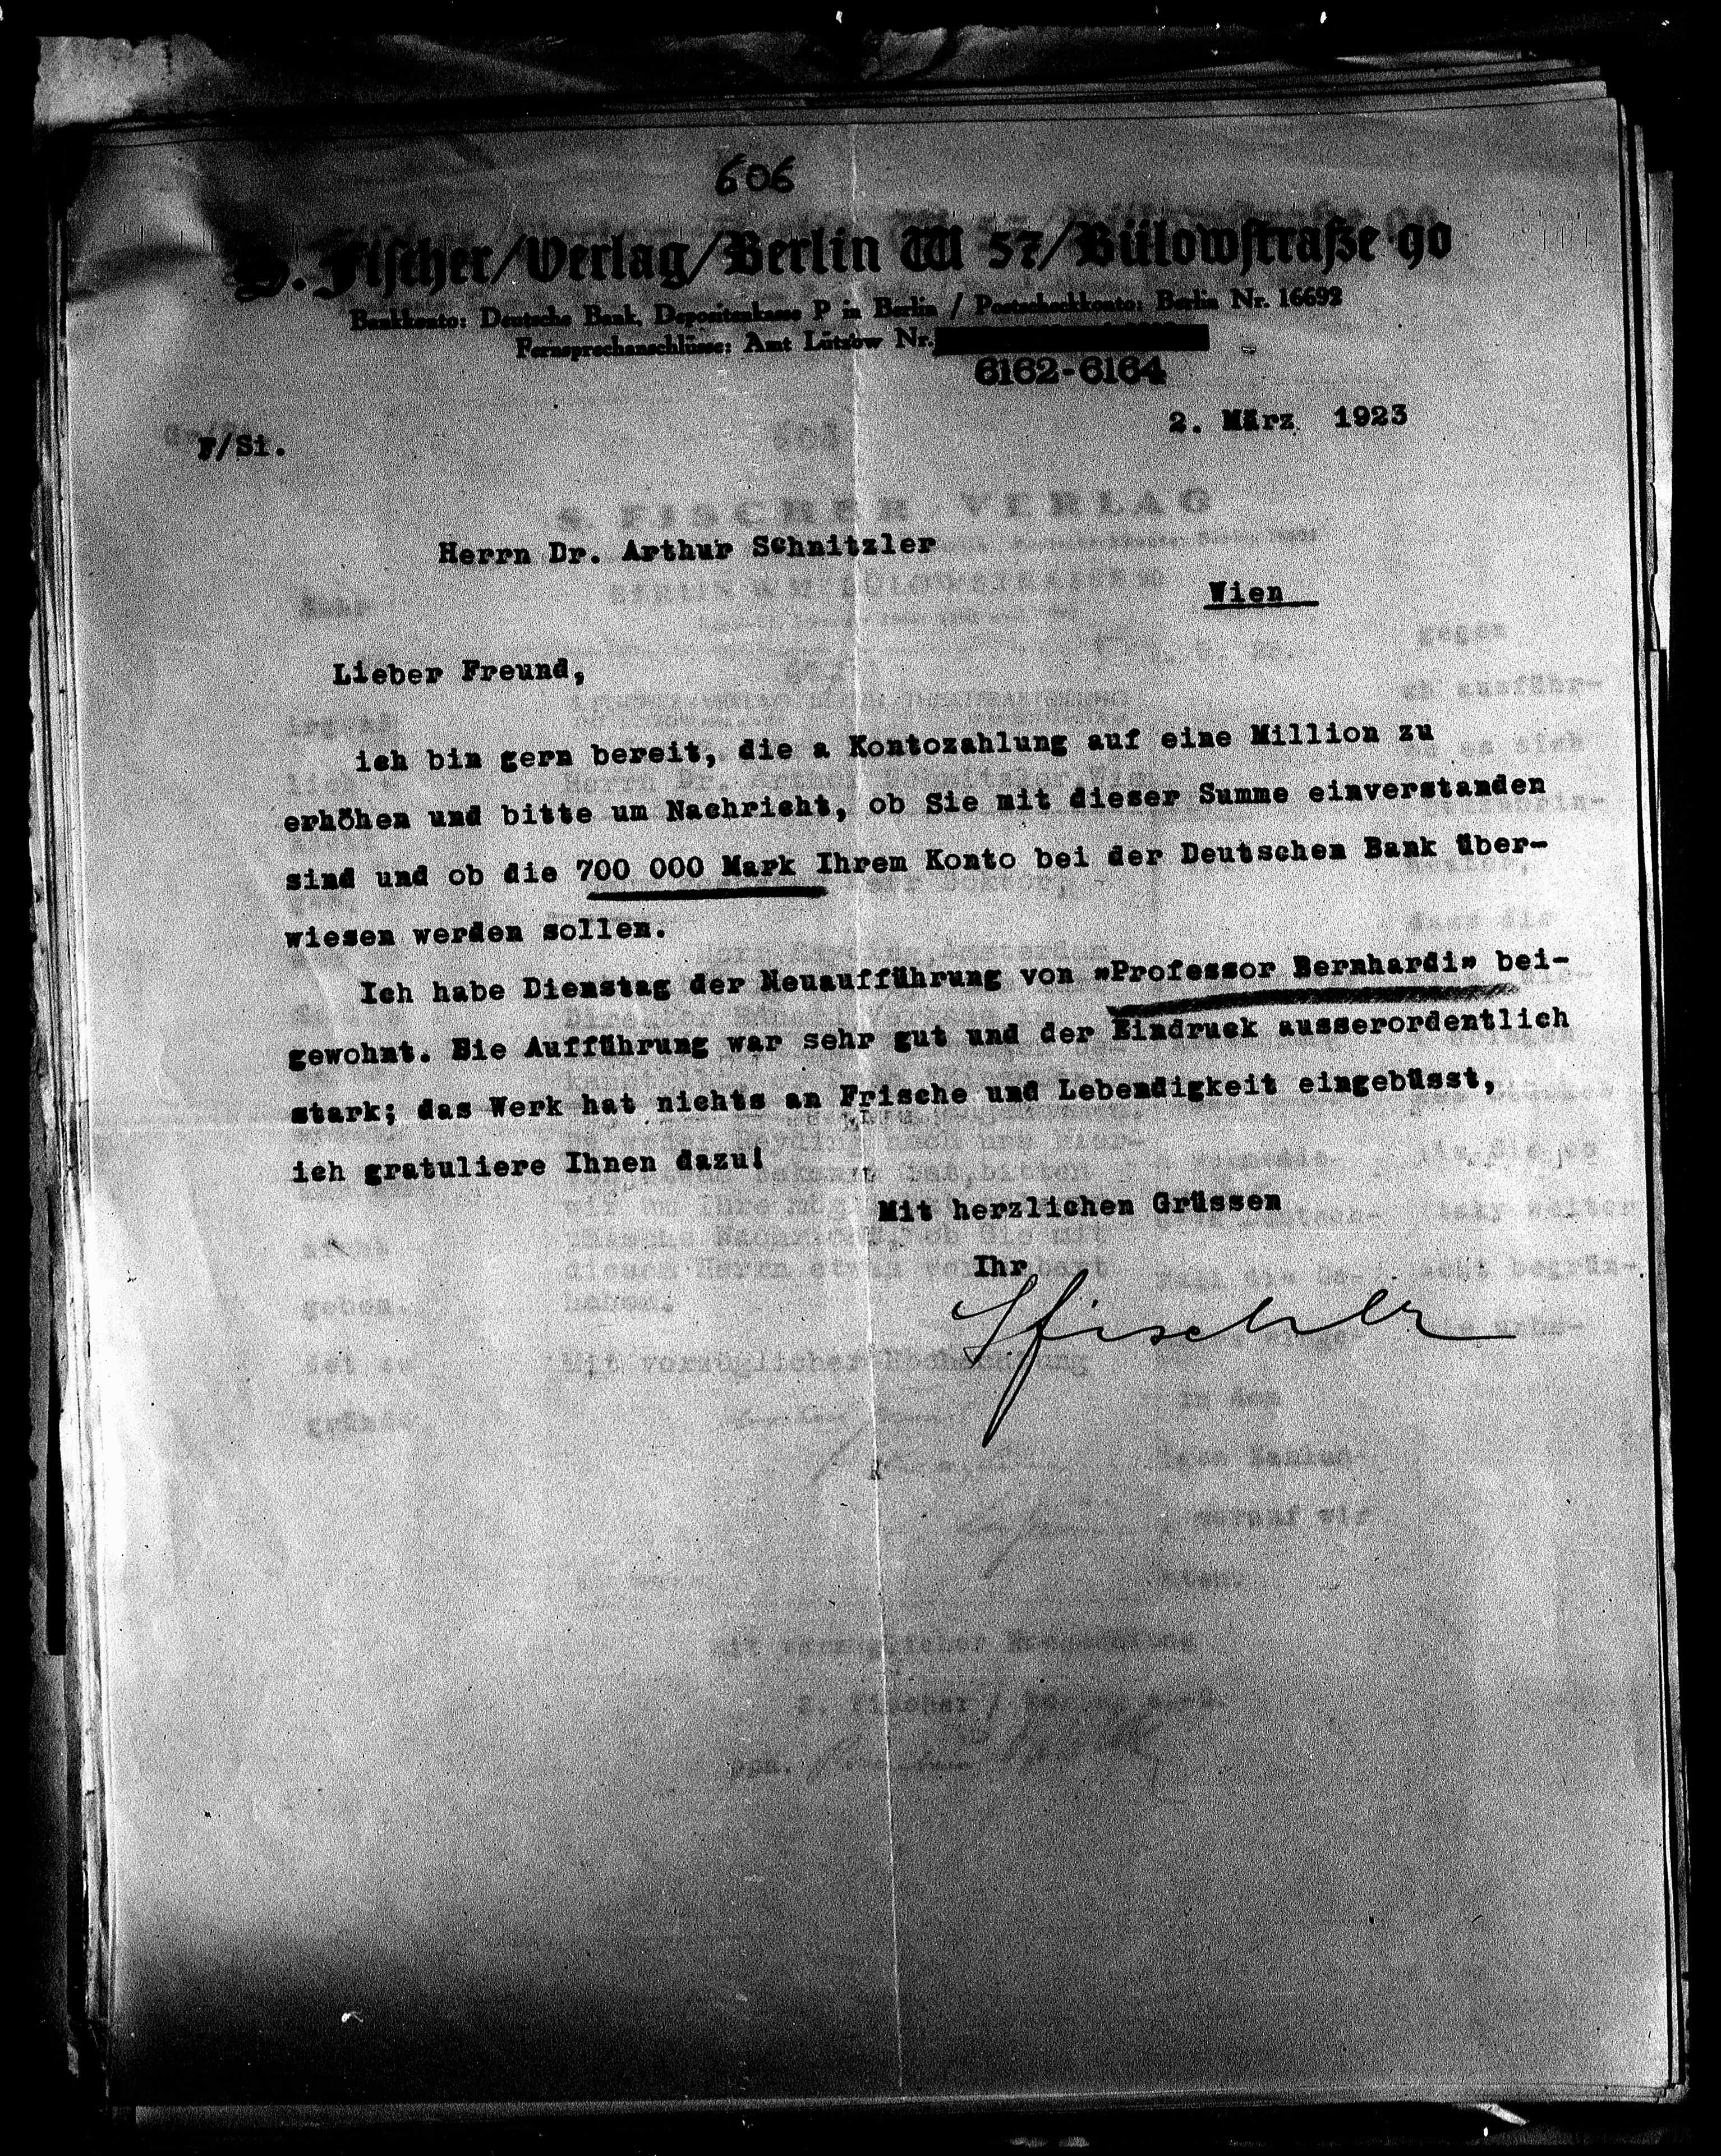 606
S. Fischer/Verlag/Berlin W 57/Bülowstraße 90
Bankkonto: Deutsche Bank, Depositenkasse P in Berlin / Postscheckkonto: Berlin Nr. 16692
Fernsprechanschlüsse: Amt Lützow Nr.
6162-6164
2. März 1923
F/Si.
Herrn Dr. Arthur Schnitzler
Wien
Lieber Freund,
ich bin gern bereit, die a Kontozahlung auf eine Million zu
erhöhen und bitte um Nachricht, ob Sie mit dieser Summe einverstanden
sind und ob die 700 000 Mark Ihrem Konto bei der Deutschen Bank über-
wiesen werden sollen.
Ich habe Dienstag der Neuaufführung von "Professor Bernhardi" bei-
gewohnt. Die Aufführung war sehr gut und der Eindruck ausserordentlich
stark; das Werk hat nichts an Frische und Lebendigkeit eingebüsst,
ich gratuliere Ihnen dazu!
Mit herzlichen Grüssen
Ihr
SFischer